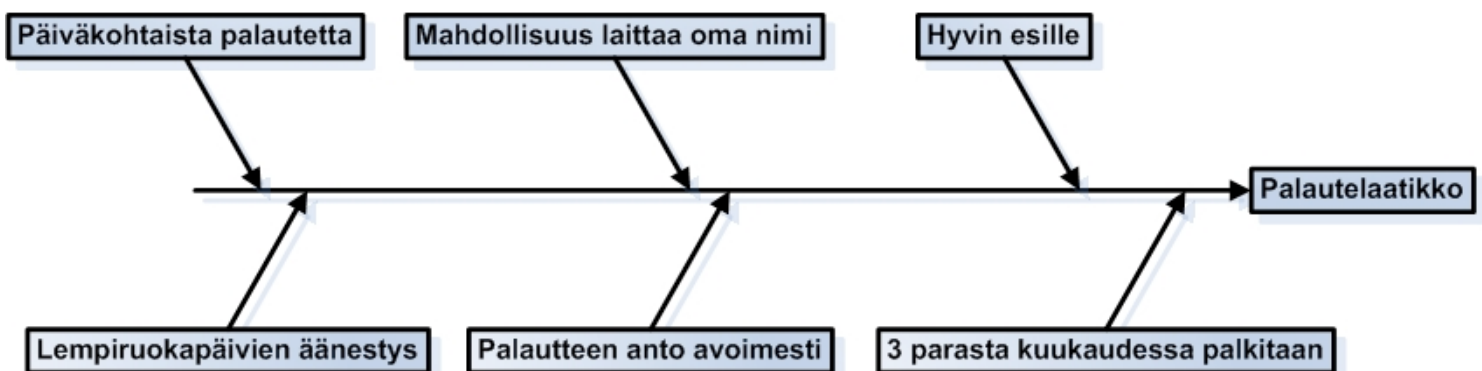 Päiväkohtaista palautetta
Mahdollisuus laittaa oma nimi
Hyvin esille
Palautelaatikko
Lempiruokapäivien äänestys
Palautteen anto avoimesti
3 parasta kuukaudessa palkitaan